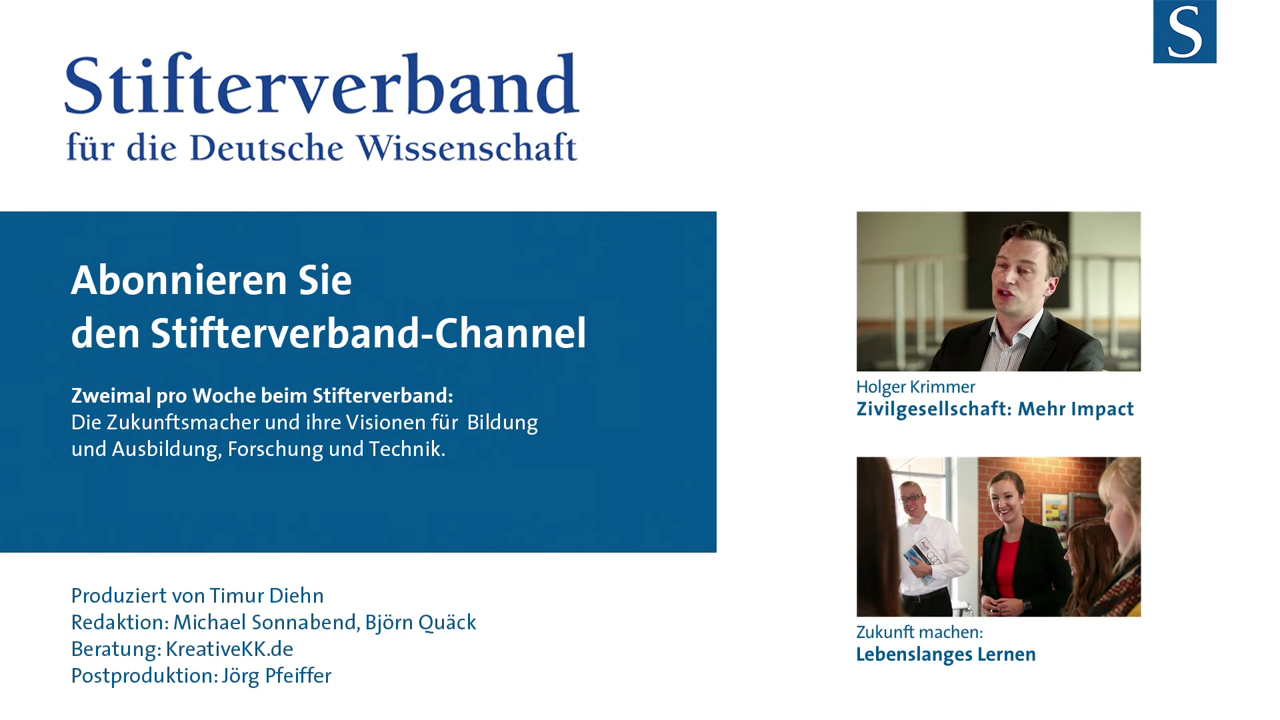 Stifterverband
für die Deutsche Wissenschaft
S
Abonnieren Sie
den Stifterverband-Channel
Zweimal pro Woche beim Stifterverband:
Die Zukunftsmacher und ihre Visionen für Bildung
und Ausbildung, Forschung und Technik.
Produziert von Timur Diehn
Redaktion: Michael Sonnabend, Björn Quäck
Beratung: KreativeKK.de
Postproduktion: Jörg Pfeiffer
Holger Krimmer
Zivilgesellschaft: Mehr Impact
Zukunft machen:
Lebenslanges Lernen